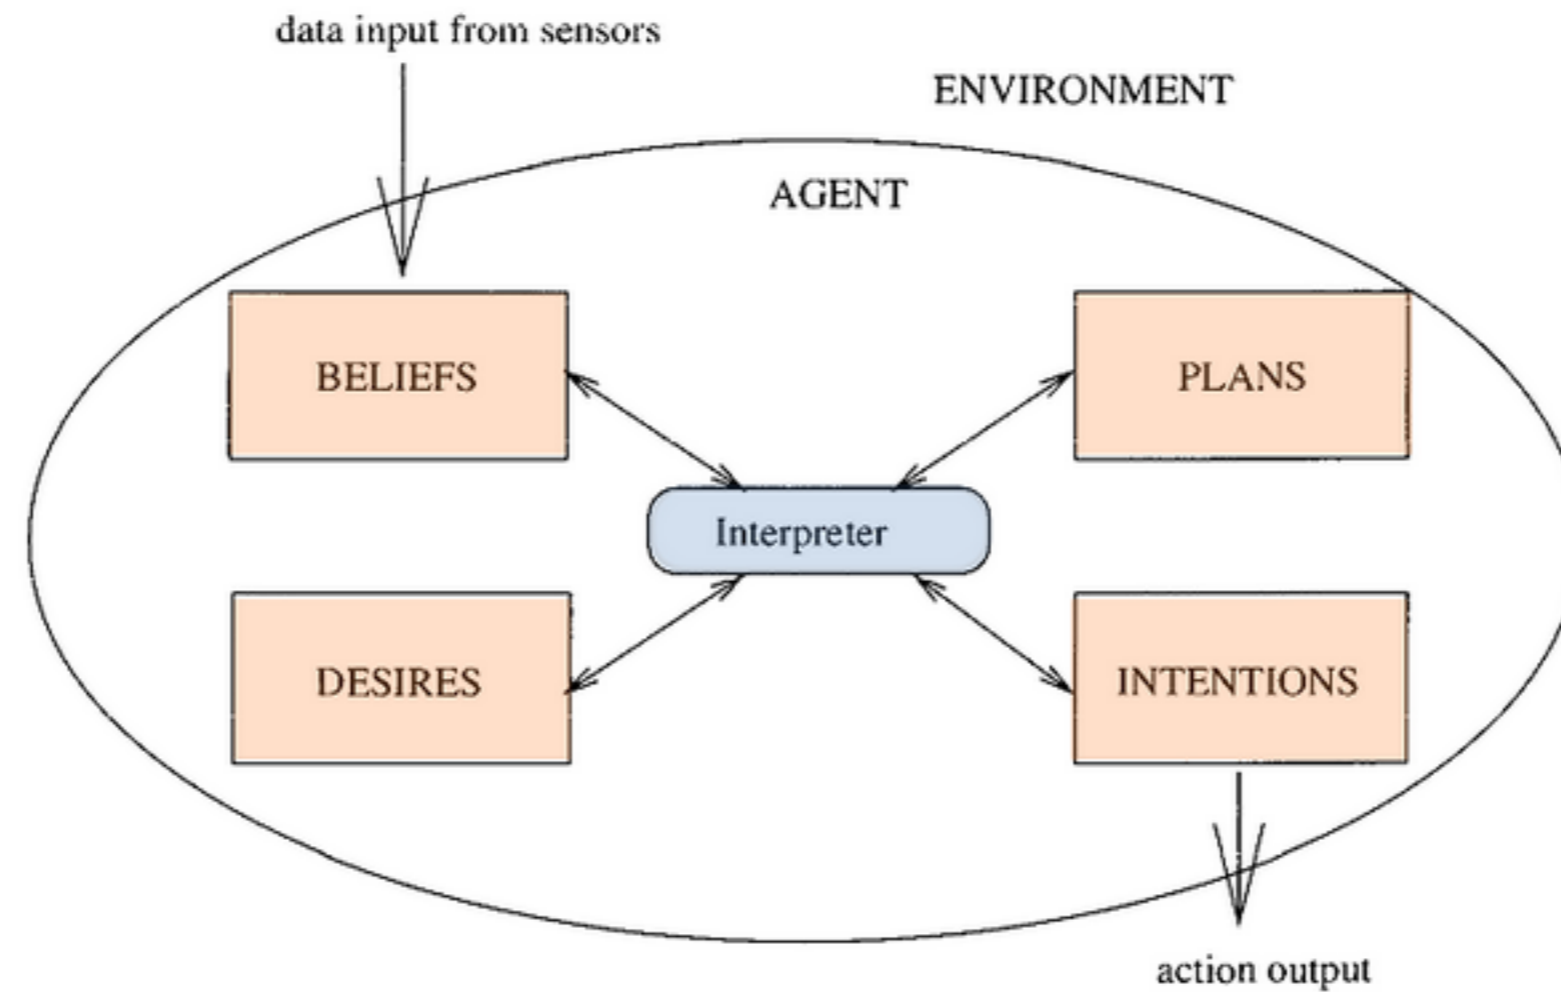 data input from sensors
ENVIRONMENT
AGENT
BELIEFS
PLANS
Interpreter
DESIRES
INTENTIONS
action output